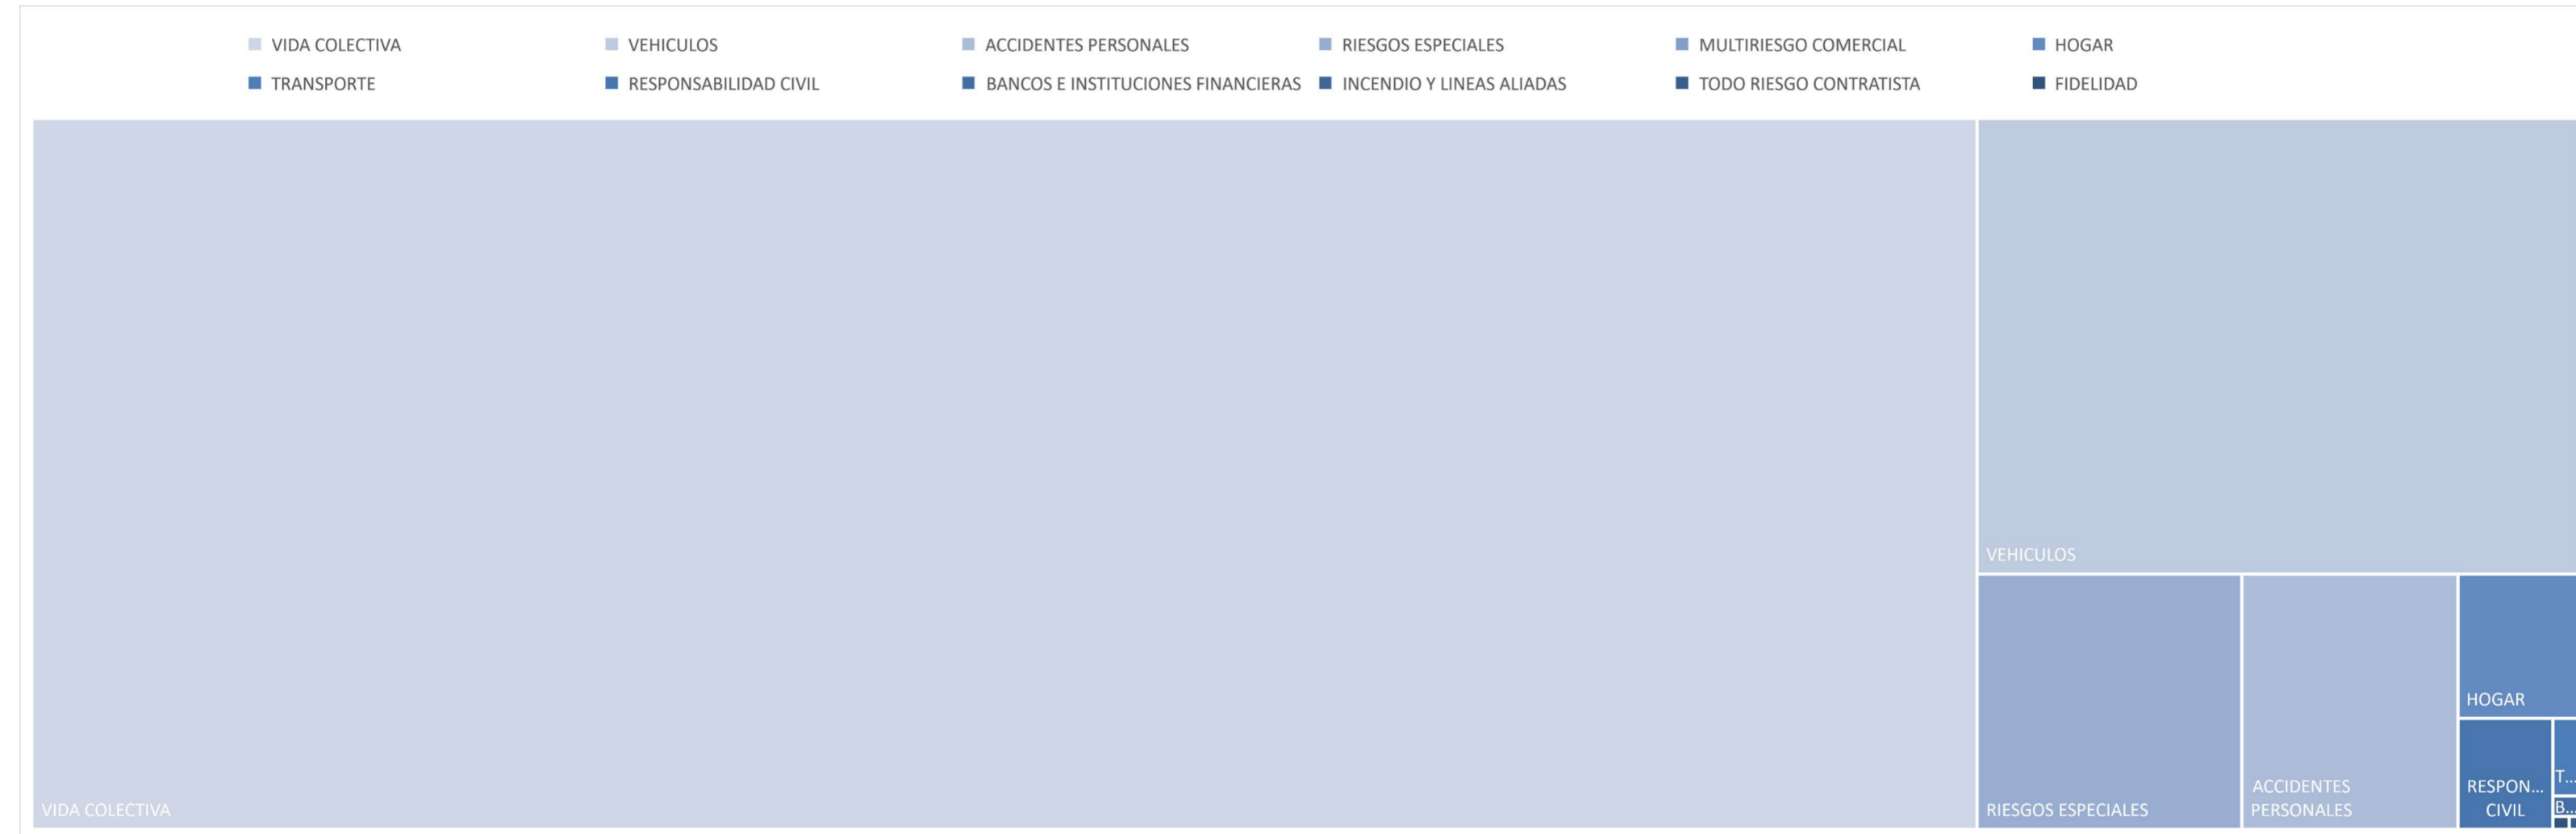 VIDA COLECTIVA
VEHICULOS
ACCIDENTES PERSONALES
RIESGOS ESPECIALES
MULTIRIESGO COMERCIAL
HOGAR
TRANSPORTE
RESPONSABILIDAD CIVIL
BANCOS E INSTITUCIONES FINANCIERAS
INCENDIO Y LINEAS ALIADAS
TODO RIESGO CONTRATISTA
FIDELIDAD
VEHICULOS
HOGAR
VIDA COLECTIVA
RIESGOS ESPECIALES
ACCIDENTES
PERSONALES
RESPON...
CIVIL
T...
B...